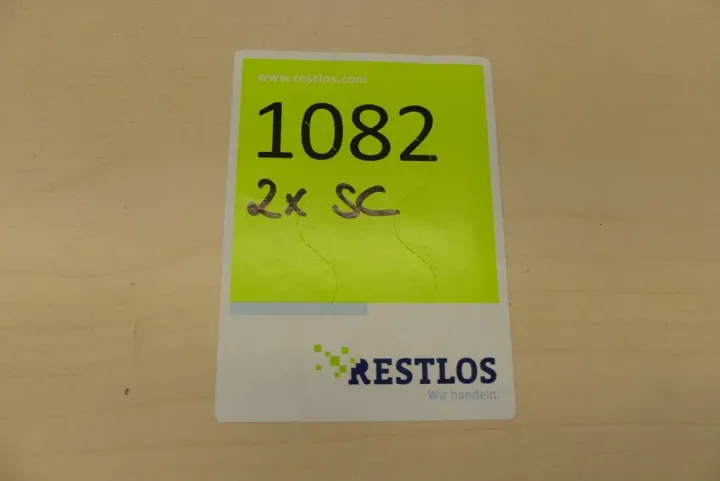 www.restlos.com
1082
2x SC
RESTLOS
Wir handeln.